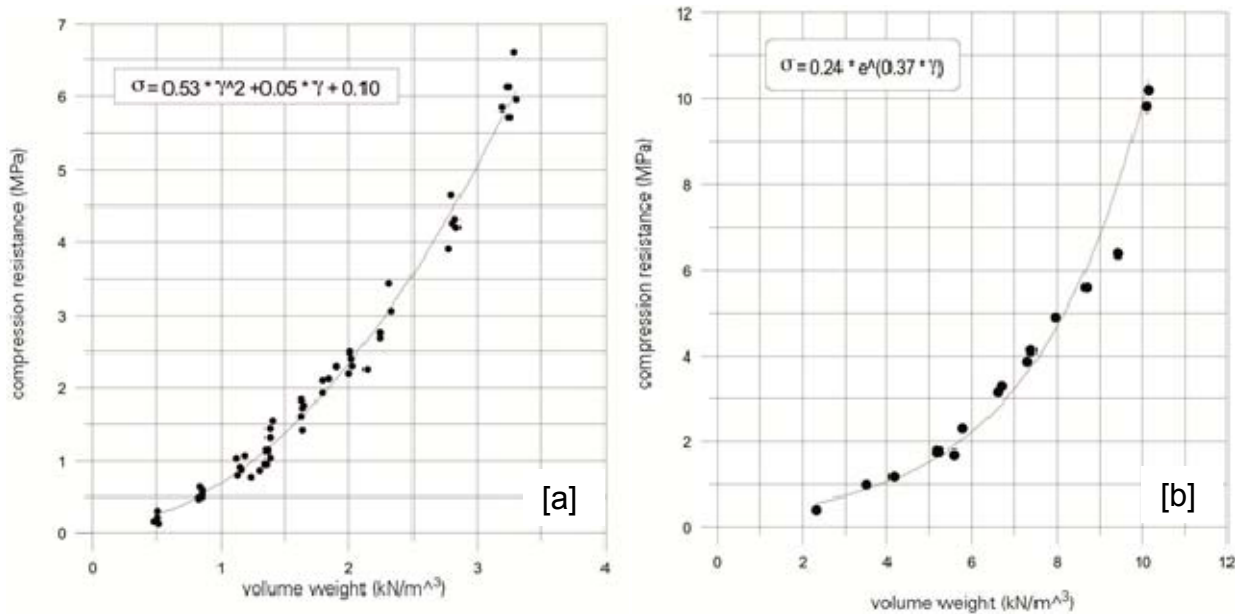 7
6
5
4
3
2
1
0
compression resistance (MPa)
σ = 0.53 * γ^2 +0.05 * γ + 0.10
[a]
0 1 2 3 4
volume weight (kN/m^3)
12
10
8
6
4
2
0
compression resistance (MPa)
σ = 0.24 * e^(0.37 * γ)
[b]
0 2 4 6 8 10 12
volume weight (kN/m^3)